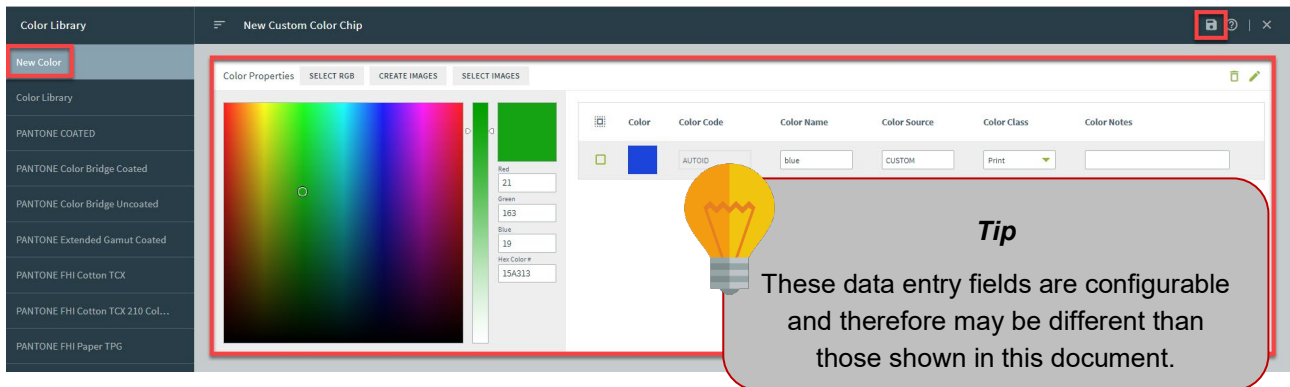 Color Library
New Custom Color Chip
New Color
Color Library
PANTONE COATED
PANTONE Color Bridge Coated
PANTONE Color Bridge Uncoated
PANTONE Extended Gamut Coated
PANTONE FHI Cotton TCX
PANTONE FHI Cotton TCX 210 Col...
PANTONE FHI Paper TPG
Color Properties SELECT RGB CREATE IMAGES SELECT IMAGES
Red
21
Green
163
Blue
19
Hex Color #
15A313
Color Color Code Color Name Color Source Color Class Color Notes
AUTOID blue CUSTOM Print
Tip
These data entry fields are configurable
and therefore may be different than
those shown in this document.